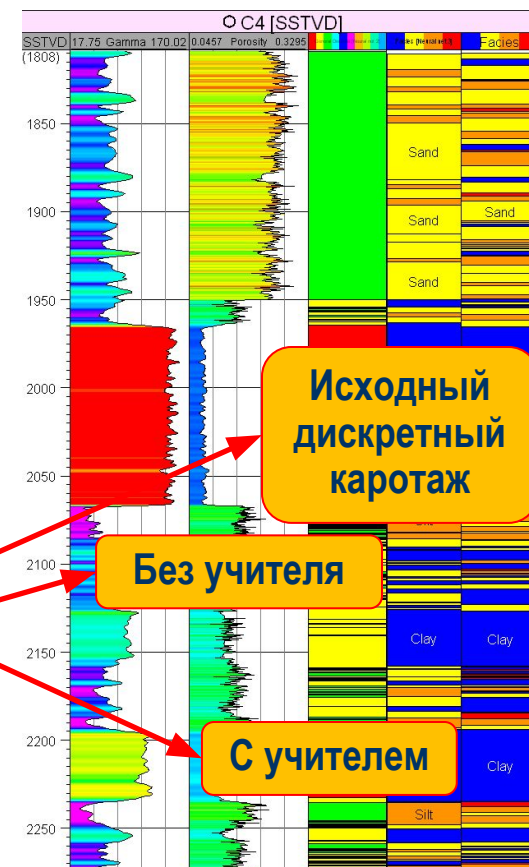 C4 [SSTVD]
SSTVD 17.75 Gamma 170.02 0.0457 Porosity 0.3295 Facies
(1808)
1850
Sand
1900
Sand Sand
Sand
1950
2000
Исходный
дискретный
каротаж
2050
2100
Без учителя
Clay Clay
2150
2200
С учителем
Clay
Silt
2250